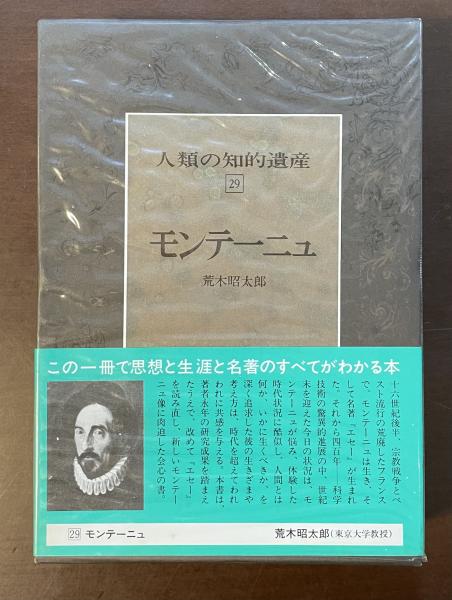 人類の知的遺産
29
モンテーニュ
荒木昭太郎
この一冊で思想と生涯と名著のすべてがわかる本
十六世紀後半、宗教戦争とペ
スト流行の荒廃したフランス
で、モンテーニュは生き、そ
して名著『エセー』が生まれ
た。それから四百年――科学
技術の驚異的進展の中、世紀
末を迎えた今日の状況は、モ
ンテーニュが悩み、体験した
時代状況に酷似し、人間とは
何か、いかに生くべきか、を
深く追求した彼の生きざまや
考え方は、時代を超えてわれ
われに共感を与える。本書は、
著者永年の研究成果を踏まえ
たうえで、改めて『エセー』
を読み直し、新しいモンテー
ニュ像に肉迫した会心の書。
29 モンテーニュ
荒木昭太郎(東京大学教授)